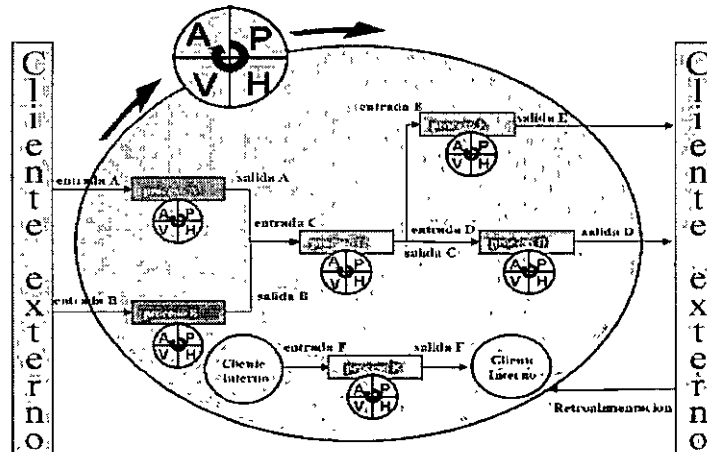 Cliente externo
A P
V H
entrada E
salida E
A P
V H
entrada A
salida A
A P
V H
entrada C
A P
V H
entrada D
salida C
salida D
A P
V H
entrada B
salida B
A P
V H
Cliente
Interno
entrada F
salida F
A P
V H
Cliente
Interno
Retroalimentacion
Cliente externo